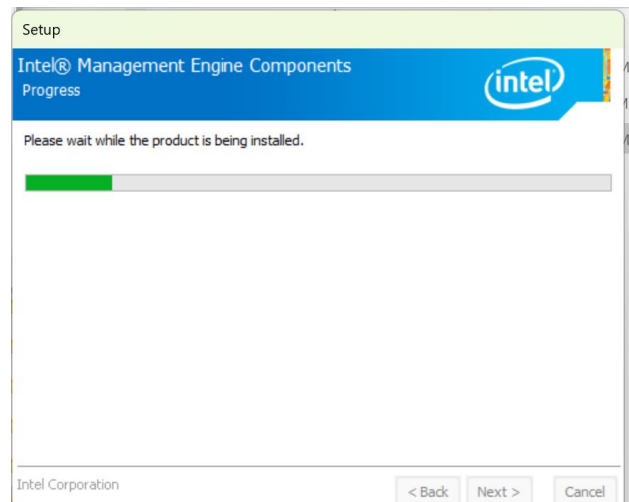 Setup
Intel® Management Engine Components
Progress
intel
Please wait while the product is being installed.
Intel Corporation
< Back Next > Cancel